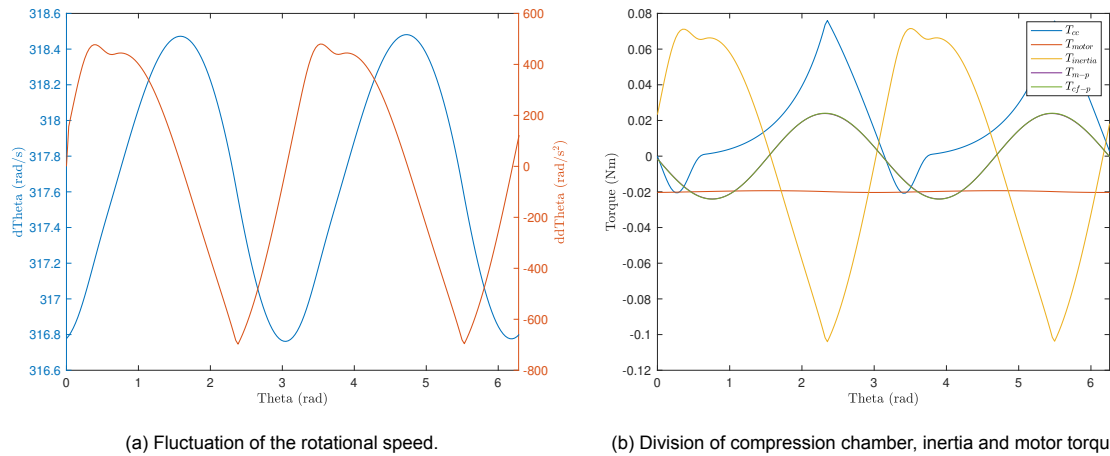 318.6
318.4
318.2
318
317.8
317.6
317.4
317.2
317
316.8
316.6
dTheta (rad/s)
600
400
200
0
-200
-400
-600
-800
ddTheta (rad/s²)
0 1 2 3 4 5 6
Theta (rad)
(a) Fluctuation of the rotational speed.
0.08
0.06
0.04
0.02
0
-0.02
-0.04
-0.06
-0.08
-0.1
-0.12
Torque (Nm)
T_cc
T_motor
T_inertia
T_m-p
T_cf-p
0 1 2 3 4 5 6
Theta (rad)
(b) Division of compression chamber, inertia and motor torqu